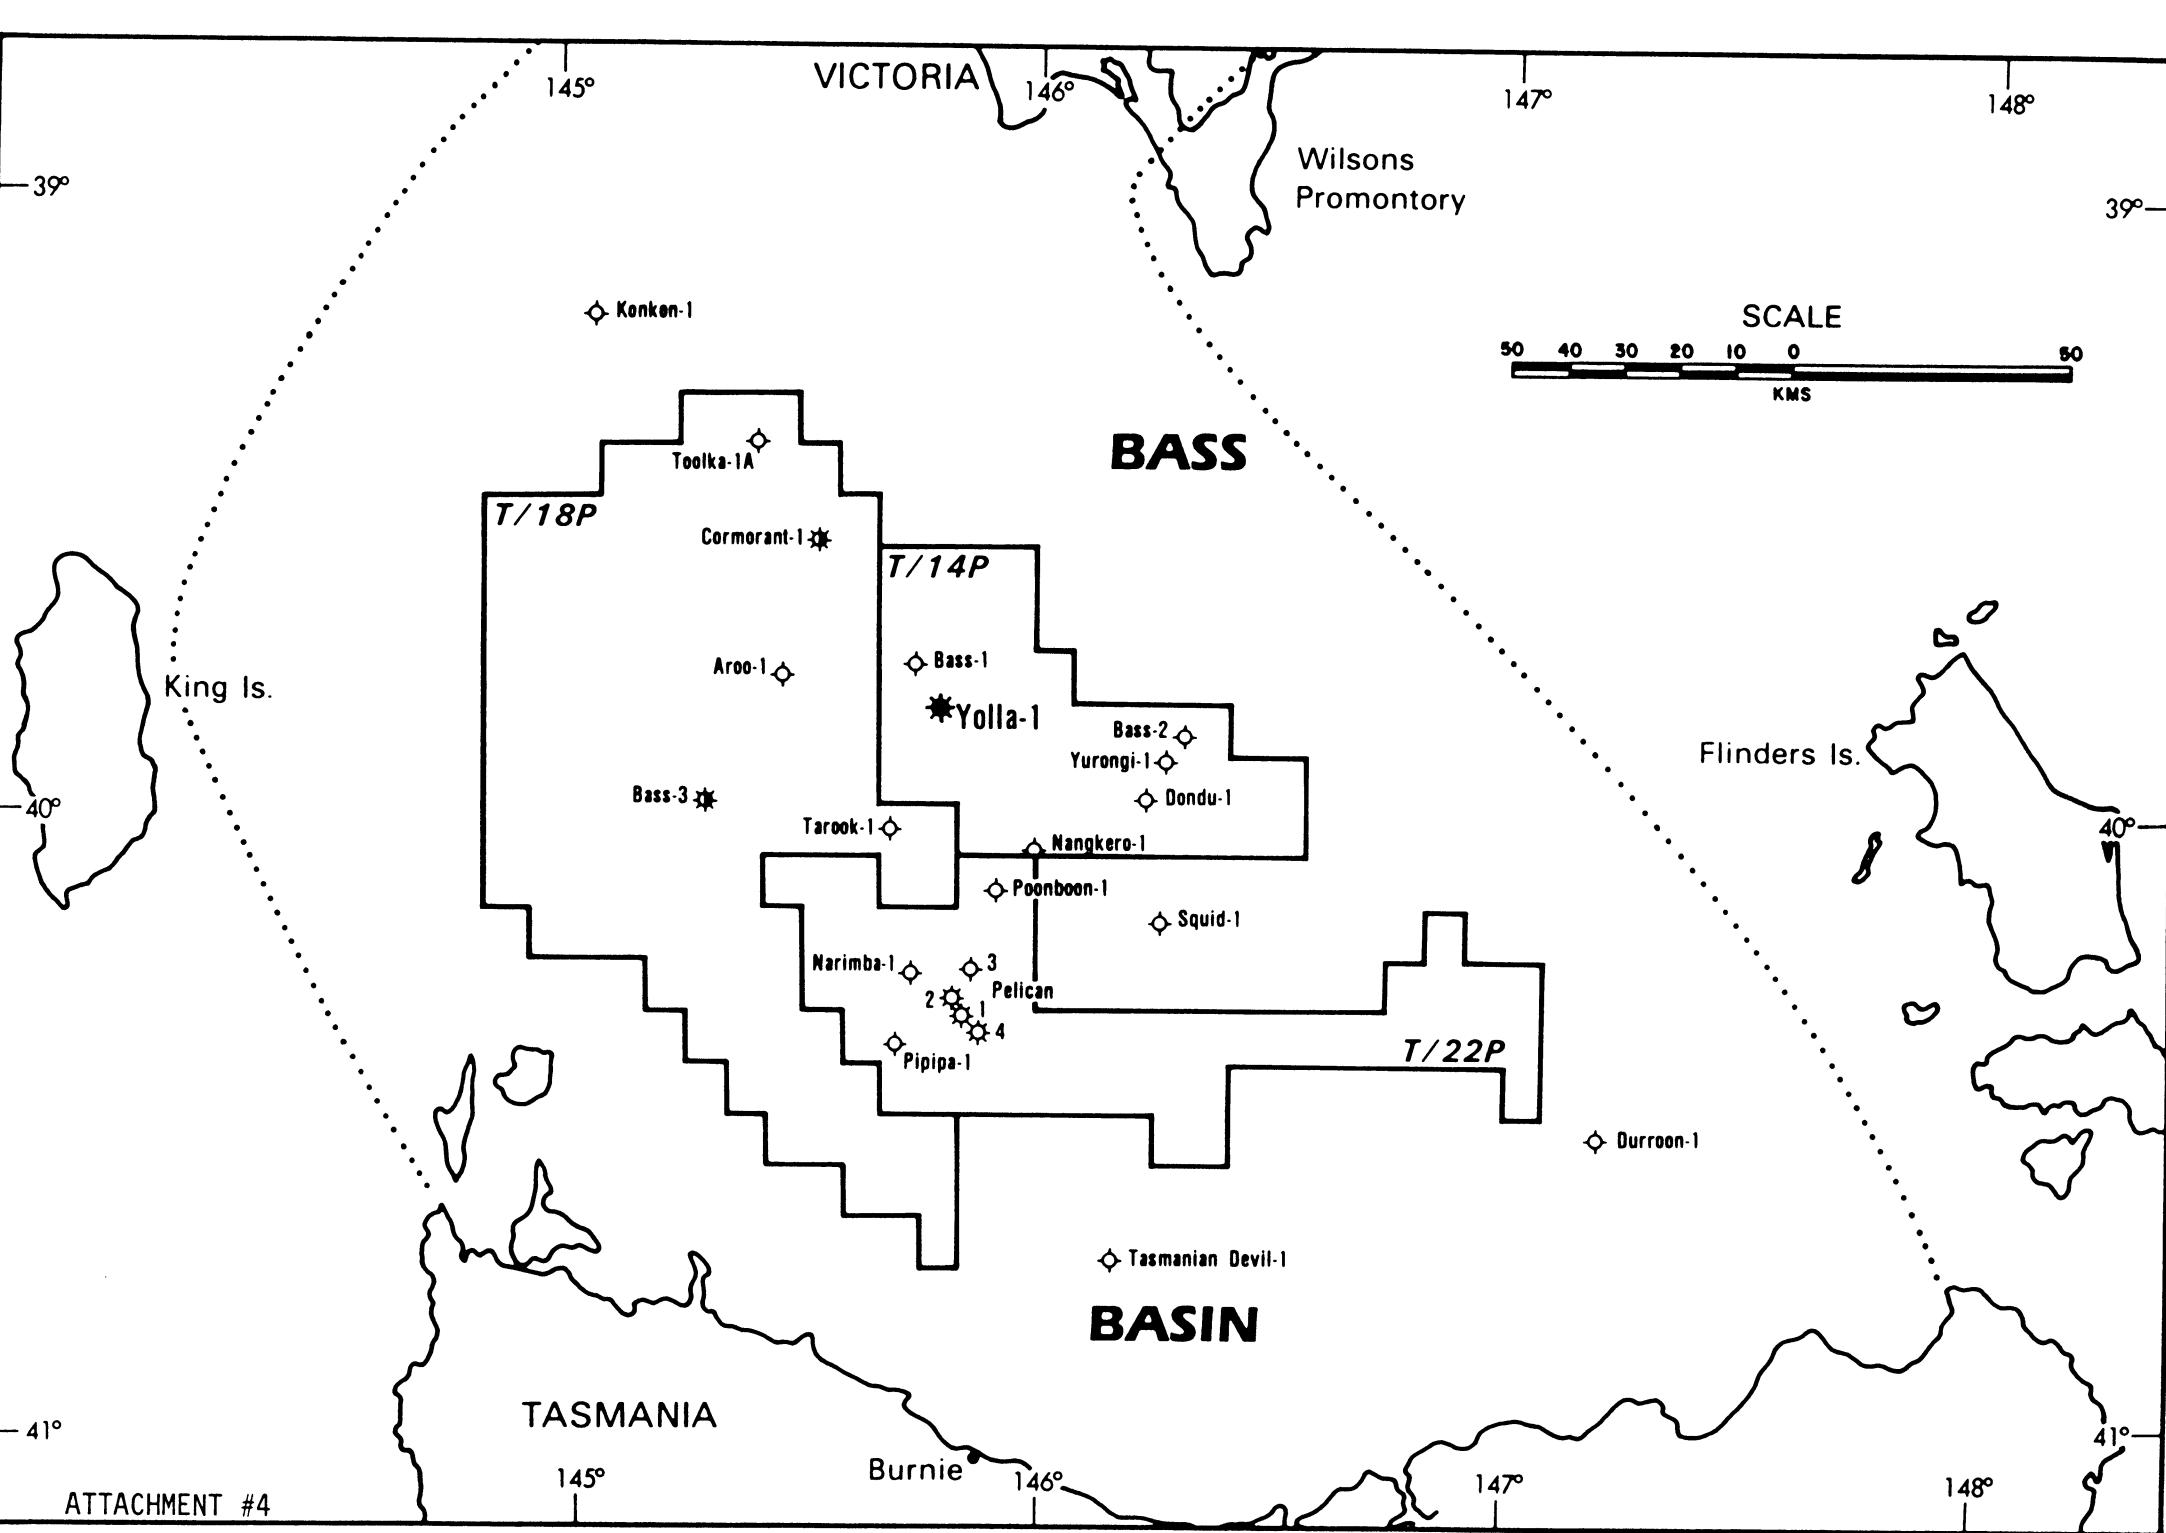 VICTORIA
145°
146°
147°
148°
Wilsons
Promontory
39°
39°
Konkon-1
SCALE
50 40 30 20 10 0 50
KMS
BASS
Toolka-1A
T/18P
Cormorant-1
T/14P
Aroo-1
Bass-1
King Is.
Yolla-1
Bass-2
Flinders Is.
Yurongi-1
Bass-3
Dondu-1
40°
40°
Tarook-1
Nangkero-1
Poonboon-1
Squid-1
Narimba-1
3
Pelican
2
1
4
Pipipa-1
T/22P
Durroon-1
Tasmanian Devil-1
BASIN
TASMANIA
41°
41°
Burnie
145°
146°
147°
148°
ATTACHMENT #4